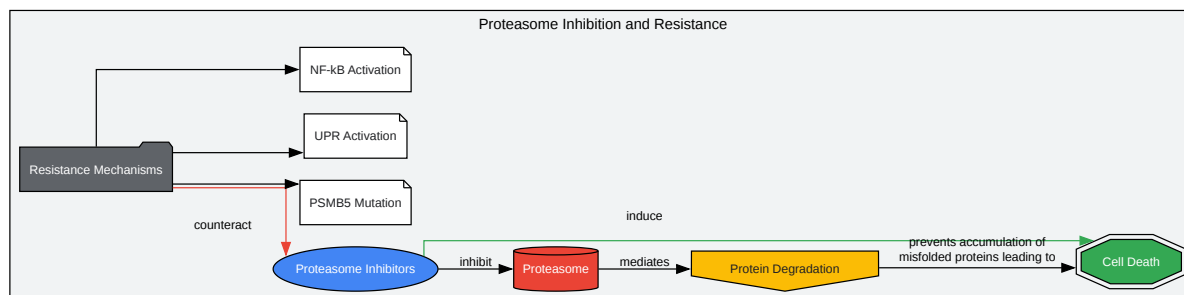 Proteasome Inhibition and Resistance
NF-kB Activation
UPR Activation
Resistance Mechanisms
PSMB5 Mutation
counteract
induce
Proteasome Inhibitors
inhibit
Proteasome
mediates
Protein Degradation
prevents accumulation of
misfolded proteins leading to
Cell Death